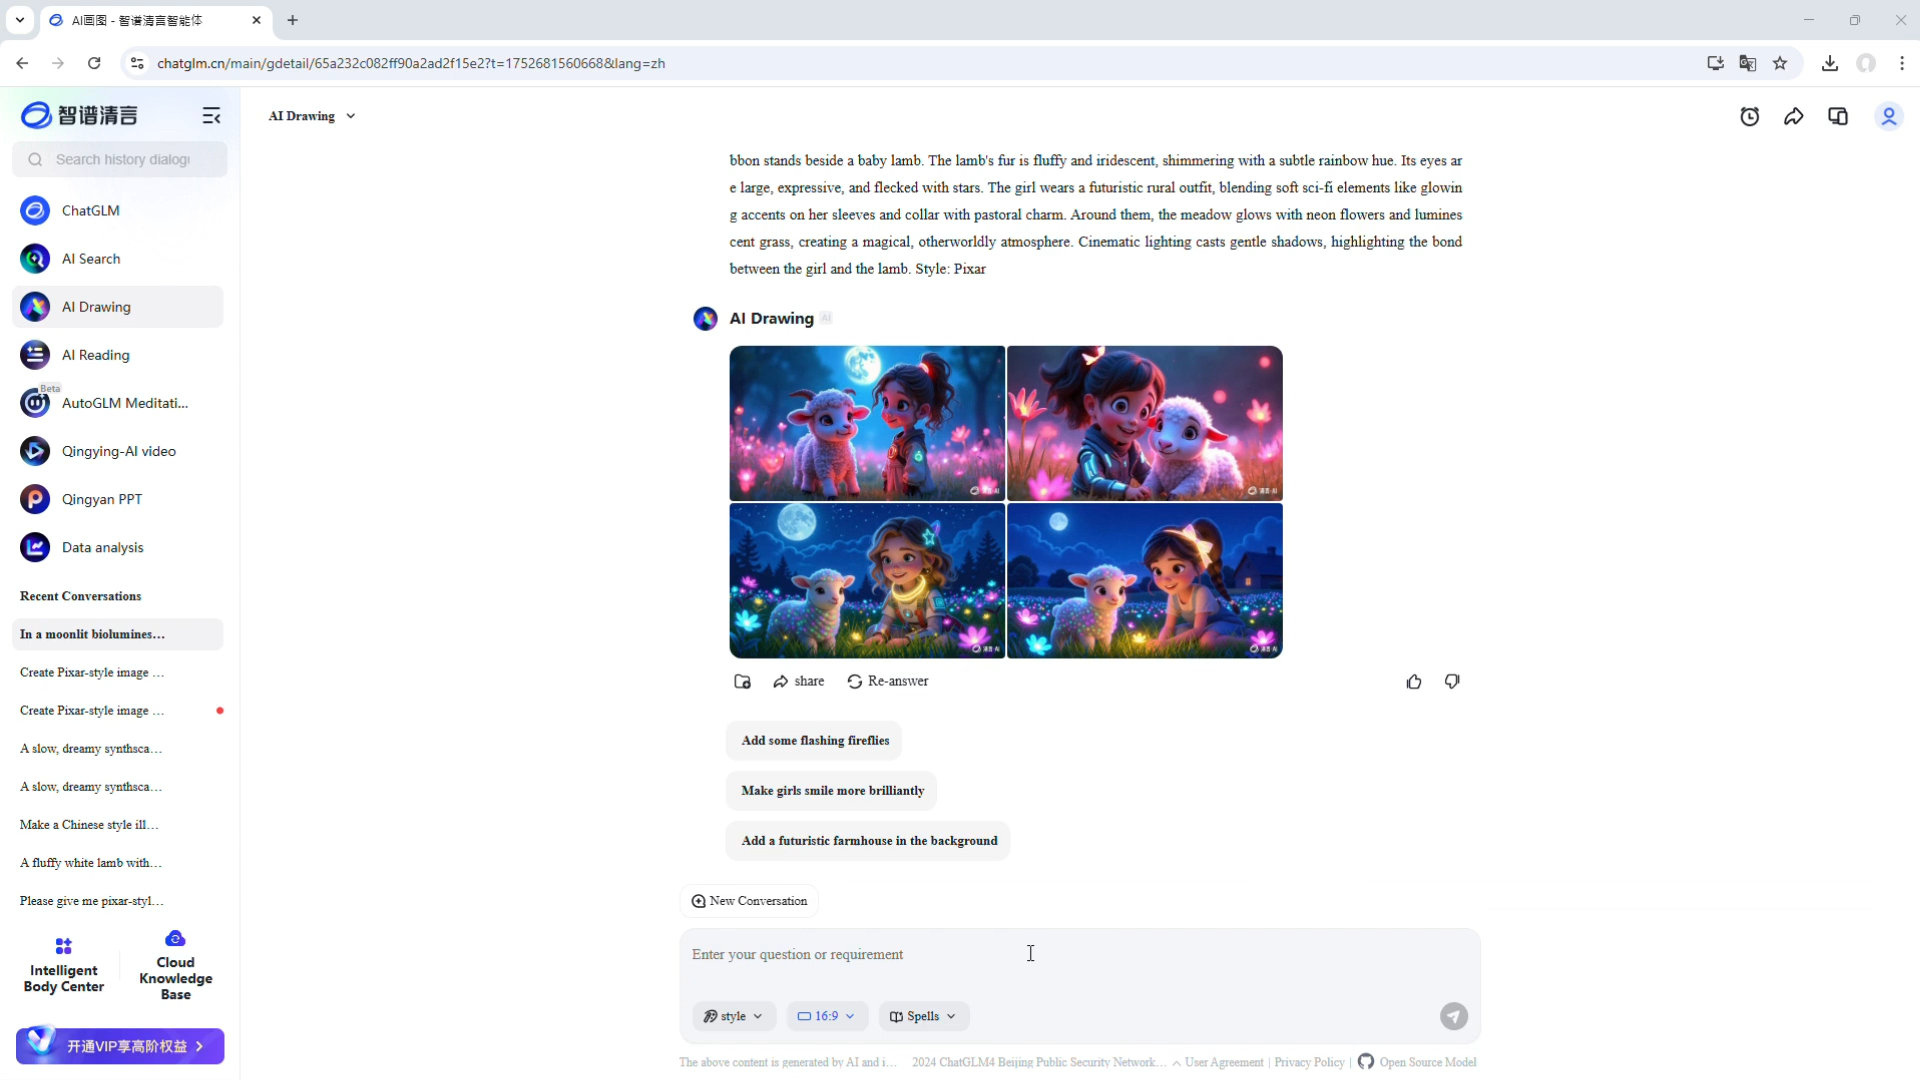 AI画图 - 智谱清言智能体
chatglm.cn/main/gdetail/65a232c082ff90a2ad2f15e2?t=1752681560668&lang=zh
智谱清言
AI Drawing
Search history dialogu
ChatGLM
AI Search
AI Drawing
AI Reading
Beta
AutoGLM Meditati...
Qingying-AI video
Qingyan PPT
Data analysis
Recent Conversations
In a moonlit biolumines...
Create Pixar-style image ...
Create Pixar-style image ...
A slow, dreamy synthsca...
A slow, dreamy synthsca...
Make a Chinese style ill...
A fluffy white lamb with...
Please give me pixar-styl...
Intelligent Body Center
Cloud Knowledge Base
开通VIP享高阶权益
bbon stands beside a baby lamb. The lamb's fur is fluffy and iridescent, shimmering with a subtle rainbow hue. Its eyes ar
e large, expressive, and flecked with stars. The girl wears a futuristic rural outfit, blending soft sci-fi elements like glowin
g accents on her sleeves and collar with pastoral charm. Around them, the meadow glows with neon flowers and lumines
cent grass, creating a magical, otherworldly atmosphere. Cinematic lighting casts gentle shadows, highlighting the bond
between the girl and the lamb. Style: Pixar
AI Drawing AI
share
Re-answer
Add some flashing fireflies
Make girls smile more brilliantly
Add a futuristic farmhouse in the background
New Conversation
Enter your question or requirement
style
16:9
Spells
The above content is generated by AI and i... 2024 ChatGLM4 Beijing Public Security Network... User Agreement | Privacy Policy | Open Source Model